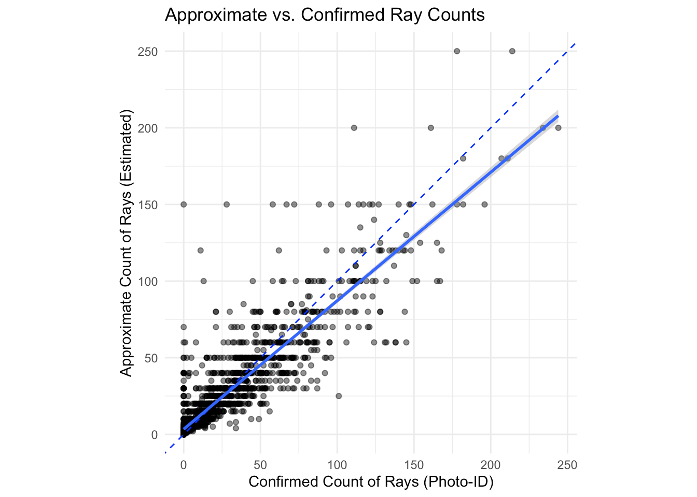 Approximate vs. Confirmed Ray Counts
Approximate Count of Rays (Estimated)
250
200
150
100
50
0
0 50 100 150 200 250
Confirmed Count of Rays (Photo-ID)